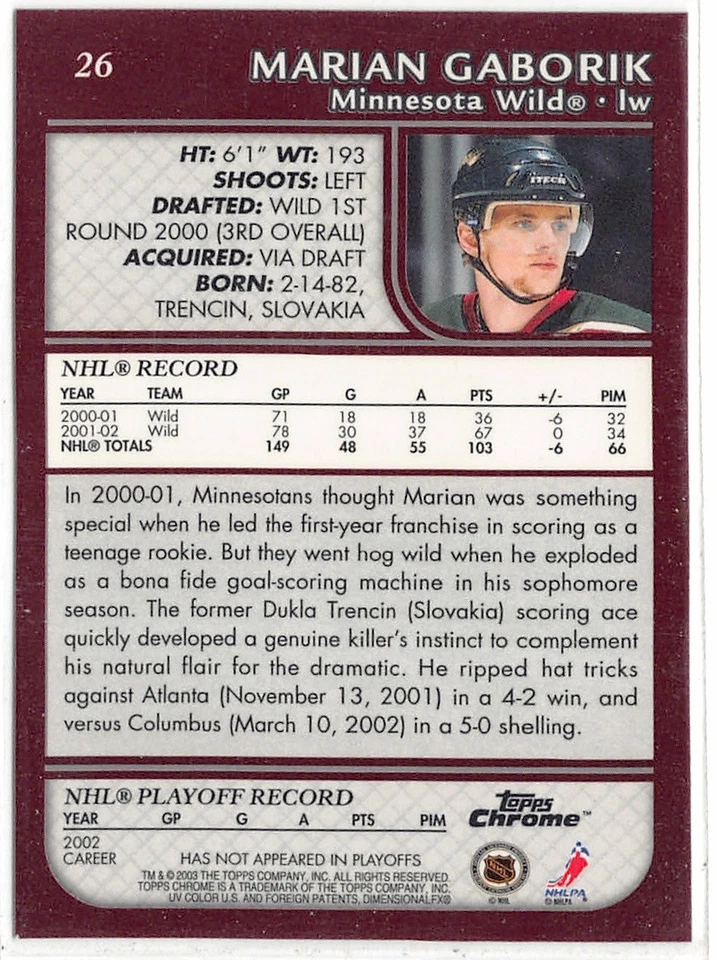 26
MARIAN GABORIK
Minnesota Wild® · lw
HT: 6'1" WT: 193
SHOOTS: LEFT
DRAFTED: WILD 1ST
ROUND 2000 (3RD OVERALL)
ACQUIRED: VIA DRAFT
BORN: 2-14-82,
TRENCIN, SLOVAKIA
ITECH
NHL® RECORD
YEAR TEAM GP G A PTS +/- PIM
2000-01 Wild 71 18 18 36 -6 32
2001-02 Wild 78 30 37 67 0 34
NHL® TOTALS 149 48 55 103 -6 66
In 2000-01, Minnesotans thought Marian was something
special when he led the first-year franchise in scoring as a
teenage rookie. But they went hog wild when he exploded
as a bona fide goal-scoring machine in his sophomore
season. The former Dukla Trencin (Slovakia) scoring ace
quickly developed a genuine killer's instinct to complement
his natural flair for the dramatic. He ripped hat tricks
against Atlanta (November 13, 2001) in a 4-2 win, and
versus Columbus (March 10, 2002) in a 5-0 shelling.
NHL® PLAYOFF RECORD
YEAR GP G A PTS PIM
2002
CAREER HAS NOT APPEARED IN PLAYOFFS
TM & © 2003 THE TOPPS COMPANY, INC. ALL RIGHTS RESERVED.
TOPPS CHROME IS A TRADEMARK OF THE TOPPS COMPANY, INC.
UV COLOR U.S. AND FOREIGN PATENTS, DIMENSIONALFX®
Topps
Chrome™
NHL
© NHL
NHLPA
© NHLPA